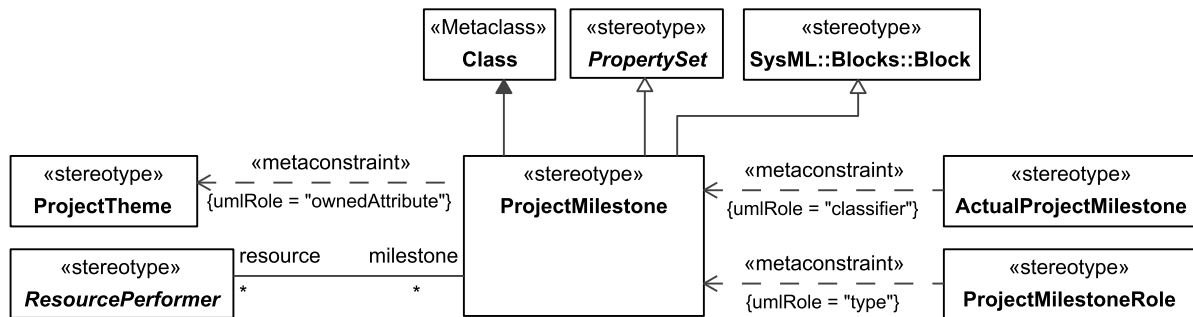 «Metaclass»
Class
«stereotype»
PropertySet
«stereotype»
SysML::Blocks::Block
«stereotype»
ProjectTheme
«metaconstraint»
{umlRole = "ownedAttribute"}
«stereotype»
ProjectMilestone
«metaconstraint»
{umlRole = "classifier"}
«stereotype»
ActualProjectMilestone
«stereotype»
ResourcePerformer
resource
*
milestone
*
«metaconstraint»
{umlRole = "type"}
«stereotype»
ProjectMilestoneRole